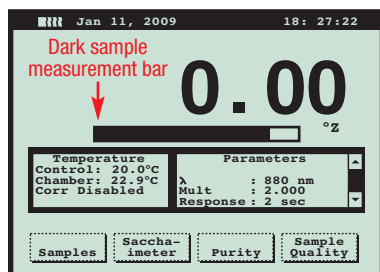 Jan 11, 2009 18: 27:22
Dark sample
measurement bar
0.00
°Z
Temperature
Control: 20.0°C
Chamber: 22.9°C
Corr Disabled
Parameters
λ : 880 nm
Mult : 2.000
Response : 2 sec
Samples
Saccha-
imeter
Purity
Sample
Quality